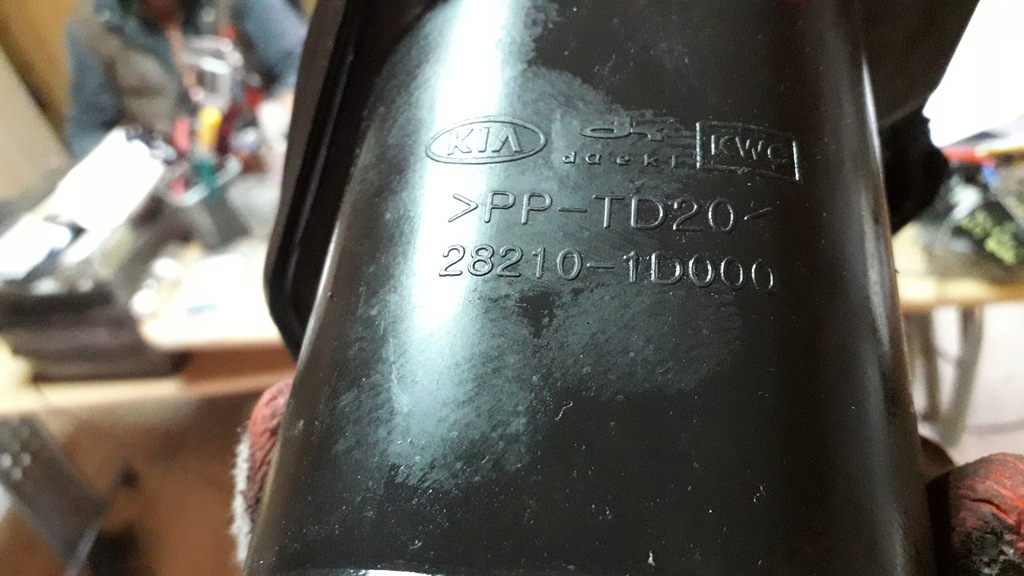 KIA daeki KWC
>PP-TD20<
28210-1D000